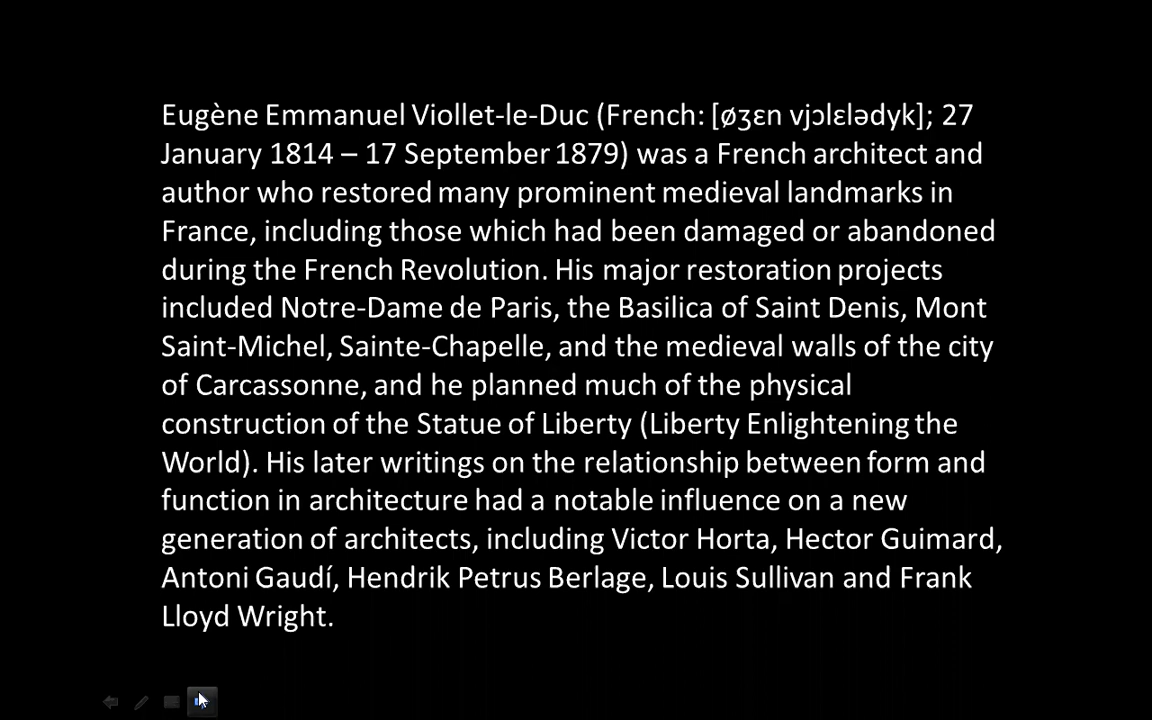 Eugène Emmanuel Viollet-le-Duc (French: [øʒɛn vjɔlɛlədyk]; 27
January 1814 – 17 September 1879) was a French architect and
author who restored many prominent medieval landmarks in
France, including those which had been damaged or abandoned
during the French Revolution. His major restoration projects
included Notre-Dame de Paris, the Basilica of Saint Denis, Mont
Saint-Michel, Sainte-Chapelle, and the medieval walls of the city
of Carcassonne, and he planned much of the physical
construction of the Statue of Liberty (Liberty Enlightening the
World). His later writings on the relationship between form and
function in architecture had a notable influence on a new
generation of architects, including Victor Horta, Hector Guimard,
Antoni Gaudí, Hendrik Petrus Berlage, Louis Sullivan and Frank
Lloyd Wright.